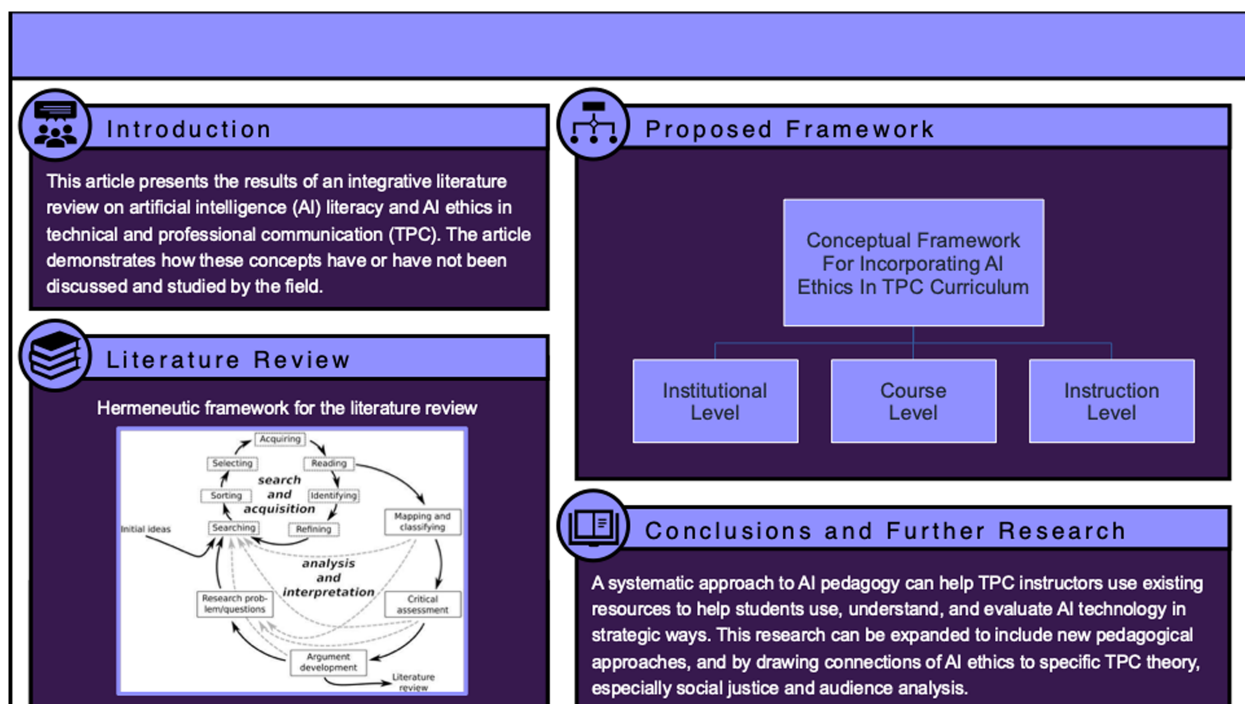 Introduction
This article presents the results of an integrative literature
review on artificial intelligence (AI) literacy and AI ethics in
technical and professional communication (TPC). The article
demonstrates how these concepts have or have not been
discussed and studied by the field.
Literature Review
Hermeneutic framework for the literature review
Acquiring
Selecting
Reading
search
and
acquisition
Sorting
Identifying
Mapping and
classifying
Initial ideas
Searching
Refining
analysis
and
interpretation
Research prob-
lem/questions
Critical
assessment
Argument
development
Literature
review
Proposed Framework
Conceptual Framework
For Incorporating AI
Ethics In TPC Curriculum
Institutional
Level
Course
Level
Instruction
Level
Conclusions and Further Research
A systematic approach to AI pedagogy can help TPC instructors use existing
resources to help students use, understand, and evaluate AI technology in
strategic ways. This research can be expanded to include new pedagogical
approaches, and by drawing connections of AI ethics to specific TPC theory,
especially social justice and audience analysis.